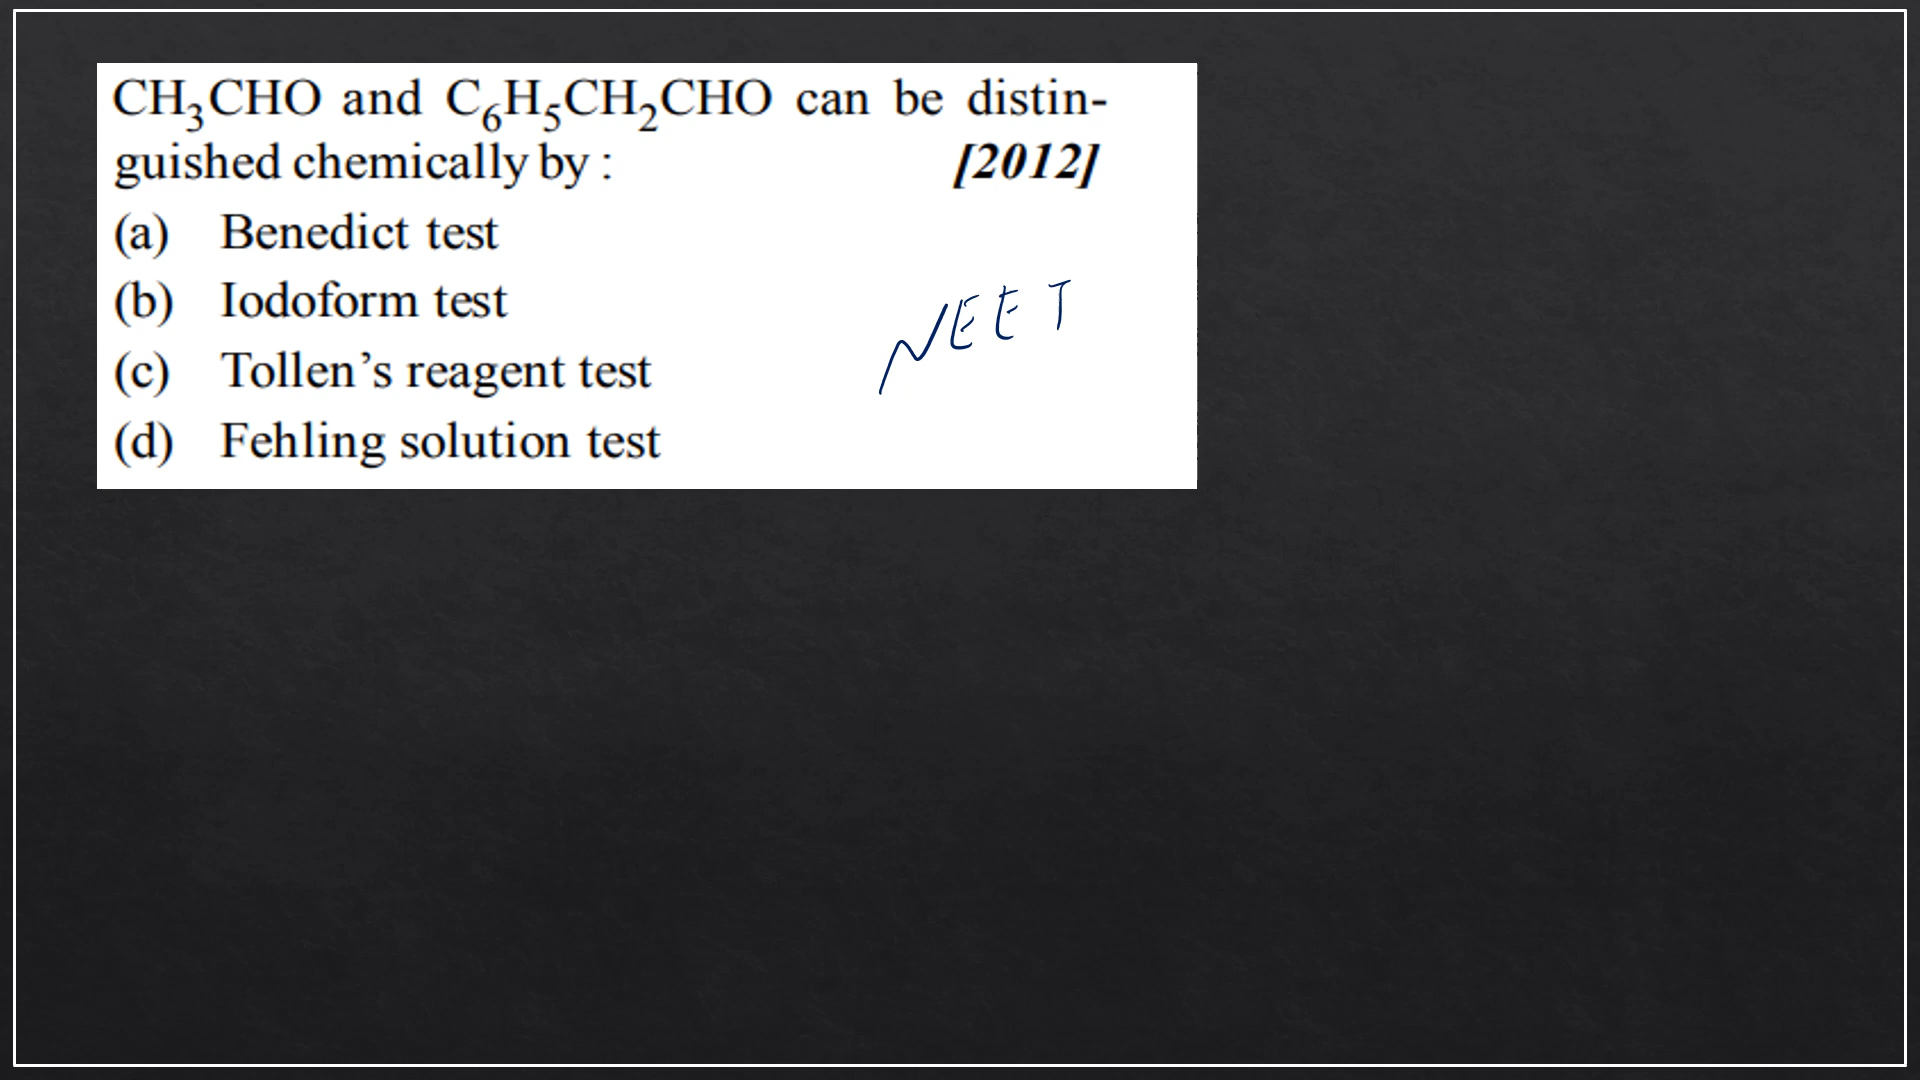 CH₃CHO and C₆H₅CH₂CHO can be distin-
guished chemically by : [2012]
(a) Benedict test
(b) Iodoform test
(c) Tollen’s reagent test
(d) Fehling solution test
NEET